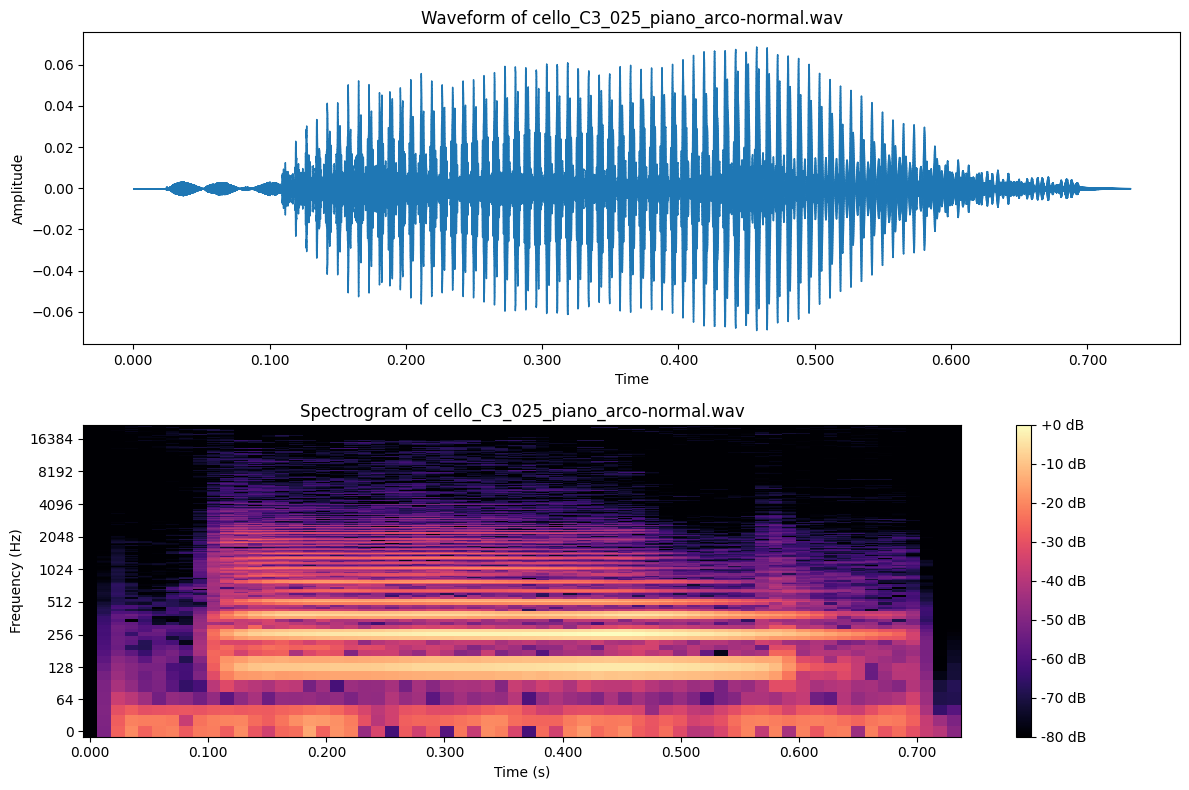 Waveform of cello_C3_025_piano_arco-normal.wav
0.06
0.04
0.02
0.00
−0.02
−0.04
−0.06
Amplitude
0.000 0.100 0.200 0.300 0.400 0.500 0.600 0.700
Time
Spectrogram of cello_C3_025_piano_arco-normal.wav
16384
8192
4096
2048
1024
512
256
128
64
0
Frequency (Hz)
0.000 0.100 0.200 0.300 0.400 0.500 0.600 0.700
Time (s)
+0 dB
-10 dB
-20 dB
-30 dB
-40 dB
-50 dB
-60 dB
-70 dB
-80 dB